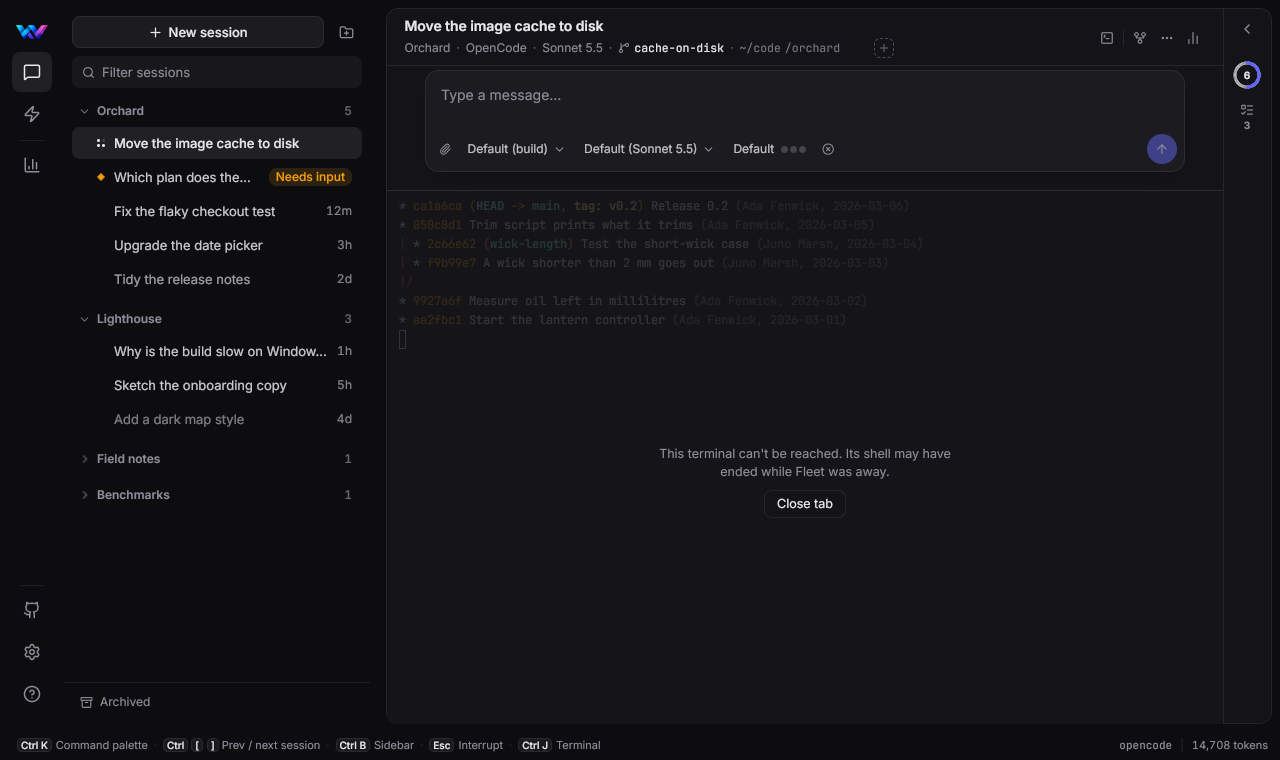 New session
Filter sessions
Orchard 5
Move the image cache to disk
Which plan does the... Needs input
Fix the flaky checkout test 12m
Upgrade the date picker 3h
Tidy the release notes 2d
Lighthouse 3
Why is the build slow on Window... 1h
Sketch the onboarding copy 5h
Add a dark map style 4d
Field notes 1
Benchmarks 1
Archived
Move the image cache to disk
Orchard · OpenCode · Sonnet 5.5 · cache-on-disk · ~/code/orchard
Type a message...
Default (build) Default (Sonnet 5.5) Default
* ca1a6ca (HEAD -> main, tag: v0.2) Release 0.2 (Ada Fenwick, 2026-03-06)
* 050c8d1 Trim script prints what it trims (Ada Fenwick, 2026-03-05)
| * 2c66e62 (wick-length) Test the short-wick case (Juno Marsh, 2026-03-04)
| * f9b99e7 A wick shorter than 2 mm goes out (Juno Marsh, 2026-03-03)
|/
* 9927a6f Measure oil left in millilitres (Ada Fenwick, 2026-03-02)
* aa2fbc1 Start the lantern controller (Ada Fenwick, 2026-03-01)
This terminal can't be reached. Its shell may have
ended while Fleet was away.
Close tab
6
3
Ctrl K Command palette · Ctrl [ ] Prev / next session · Ctrl B Sidebar · Esc Interrupt · Ctrl J Terminal
opencode 14,708 tokens